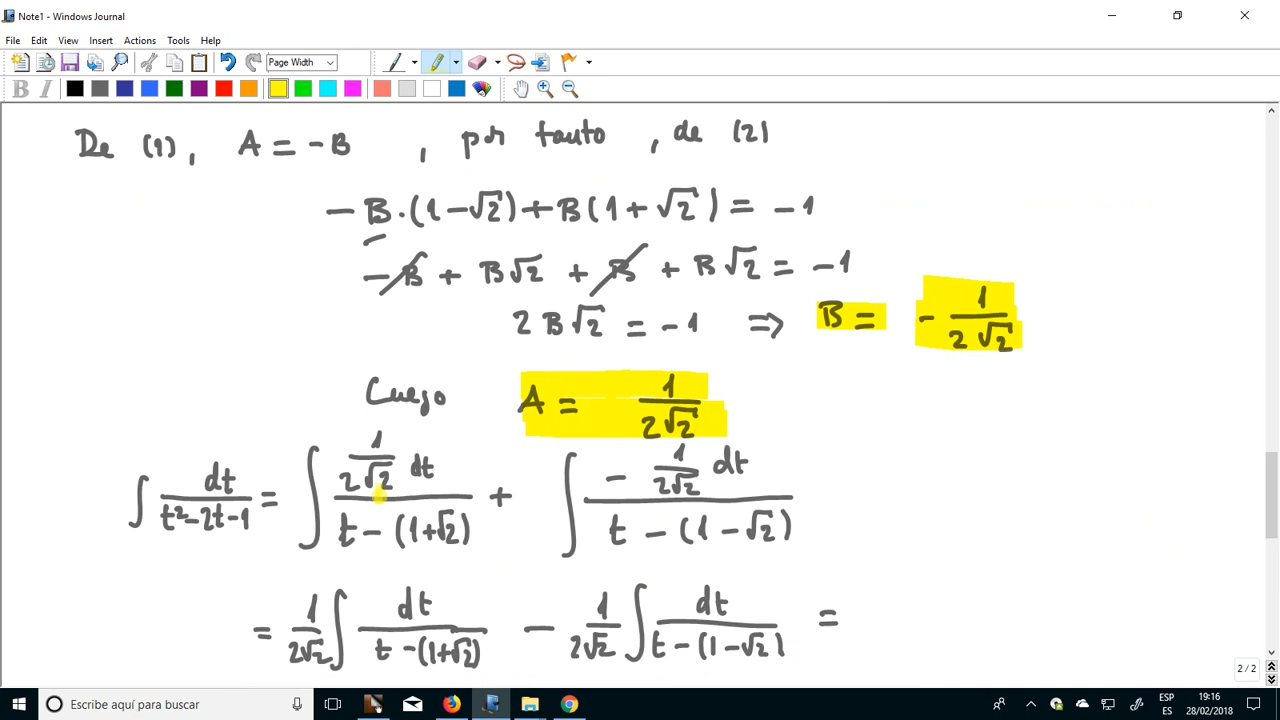 Note1 - Windows Journal
File Edit View Insert Actions Tools Help
Page Width
B I
De (1), A = -B , por tanto , de (2)
- B·(1-√2)+B(1+√2) = -1
-B + B√2 + B + B√2 = -1
2B√2 = -1 ⇒ B = - 1/(2√2)
Luego A = 1/(2√2)
∫ dt/(t²-2t-1) = ∫ (1/(2√2) dt)/(t-(1+√2)) + ∫ (- 1/(2√2) dt)/(t-(1-√2))
= 1/(2√2) ∫ dt/(t-(1+√2)) - 1/(2√2) ∫ dt/(t-(1-√2)) =
2 / 2
Escribe aquí para buscar
ESP
ES
19:16
28/02/2018